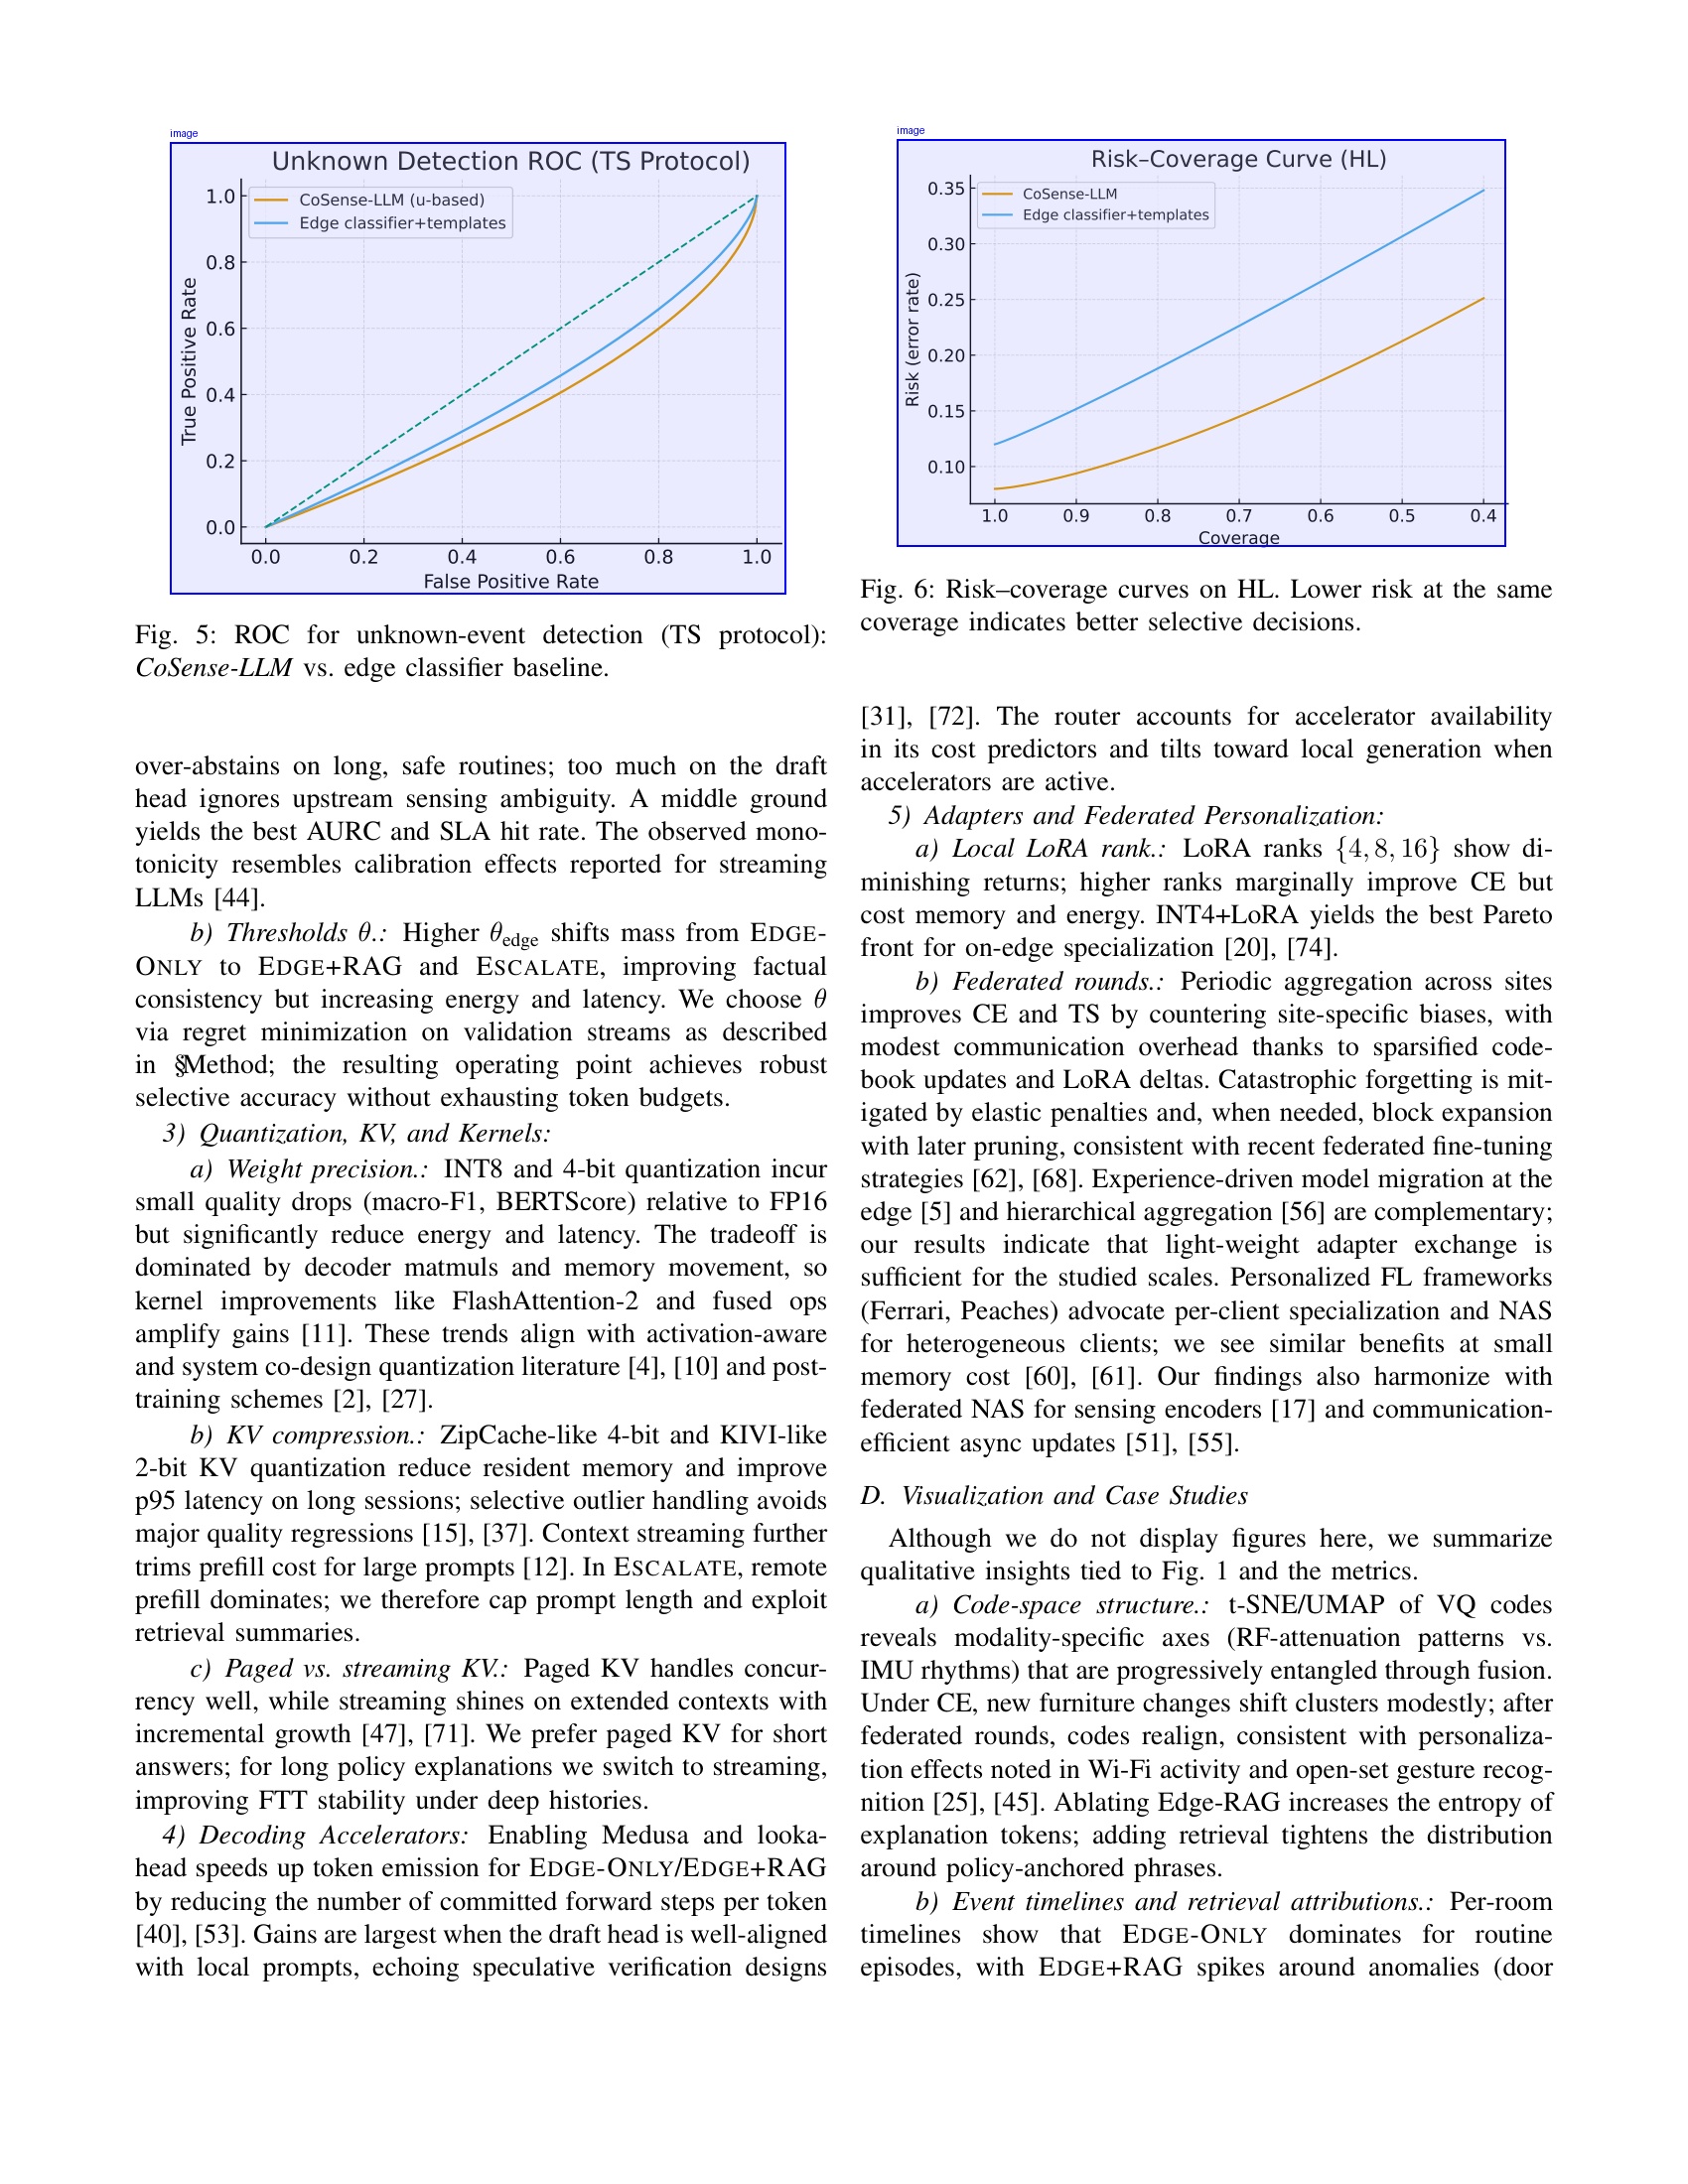 image
Unknown Detection ROC (TS Protocol)
CoSense-LLM (u-based)
Edge classifier+templates
True Positive Rate
1.0
0.8
0.6
0.4
0.2
0.0
0.0 0.2 0.4 0.6 0.8 1.0
False Positive Rate
Fig. 5: ROC for unknown-event detection (TS protocol):
CoSense-LLM vs. edge classifier baseline.
over-abstains on long, safe routines; too much on the draft
head ignores upstream sensing ambiguity. A middle ground
yields the best AURC and SLA hit rate. The observed mono-
tonicity resembles calibration effects reported for streaming
LLMs [44].
b) Thresholds θ.: Higher θedge shifts mass from EDGE-
ONLY to EDGE+RAG and ESCALATE, improving factual
consistency but increasing energy and latency. We choose θ
via regret minimization on validation streams as described
in §Method; the resulting operating point achieves robust
selective accuracy without exhausting token budgets.
3) Quantization, KV, and Kernels:
a) Weight precision.: INT8 and 4-bit quantization incur
small quality drops (macro-F1, BERTScore) relative to FP16
but significantly reduce energy and latency. The tradeoff is
dominated by decoder matmuls and memory movement, so
kernel improvements like FlashAttention-2 and fused ops
amplify gains [11]. These trends align with activation-aware
and system co-design quantization literature [4], [10] and post-
training schemes [2], [27].
b) KV compression.: ZipCache-like 4-bit and KIVI-like
2-bit KV quantization reduce resident memory and improve
p95 latency on long sessions; selective outlier handling avoids
major quality regressions [15], [37]. Context streaming further
trims prefill cost for large prompts [12]. In ESCALATE, remote
prefill dominates; we therefore cap prompt length and exploit
retrieval summaries.
c) Paged vs. streaming KV.: Paged KV handles concur-
rency well, while streaming shines on extended contexts with
incremental growth [47], [71]. We prefer paged KV for short
answers; for long policy explanations we switch to streaming,
improving FTT stability under deep histories.
4) Decoding Accelerators: Enabling Medusa and looka-
head speeds up token emission for EDGE-ONLY/EDGE+RAG
by reducing the number of committed forward steps per token
[40], [53]. Gains are largest when the draft head is well-aligned
with local prompts, echoing speculative verification designs
image
Risk–Coverage Curve (HL)
CoSense-LLM
Edge classifier+templates
Risk (error rate)
0.35
0.30
0.25
0.20
0.15
0.10
1.0 0.9 0.8 0.7 0.6 0.5 0.4
Coverage
Fig. 6: Risk–coverage curves on HL. Lower risk at the same
coverage indicates better selective decisions.
[31], [72]. The router accounts for accelerator availability
in its cost predictors and tilts toward local generation when
accelerators are active.
5) Adapters and Federated Personalization:
a) Local LoRA rank.: LoRA ranks {4, 8, 16} show di-
minishing returns; higher ranks marginally improve CE but
cost memory and energy. INT4+LoRA yields the best Pareto
front for on-edge specialization [20], [74].
b) Federated rounds.: Periodic aggregation across sites
improves CE and TS by countering site-specific biases, with
modest communication overhead thanks to sparsified code-
book updates and LoRA deltas. Catastrophic forgetting is mit-
igated by elastic penalties and, when needed, block expansion
with later pruning, consistent with recent federated fine-tuning
strategies [62], [68]. Experience-driven model migration at the
edge [5] and hierarchical aggregation [56] are complementary;
our results indicate that light-weight adapter exchange is
sufficient for the studied scales. Personalized FL frameworks
(Ferrari, Peaches) advocate per-client specialization and NAS
for heterogeneous clients; we see similar benefits at small
memory cost [60], [61]. Our findings also harmonize with
federated NAS for sensing encoders [17] and communication-
efficient async updates [51], [55].
D. Visualization and Case Studies
Although we do not display figures here, we summarize
qualitative insights tied to Fig. 1 and the metrics.
a) Code-space structure.: t-SNE/UMAP of VQ codes
reveals modality-specific axes (RF-attenuation patterns vs.
IMU rhythms) that are progressively entangled through fusion.
Under CE, new furniture changes shift clusters modestly; after
federated rounds, codes realign, consistent with personaliza-
tion effects noted in Wi-Fi activity and open-set gesture recog-
nition [25], [45]. Ablating Edge-RAG increases the entropy of
explanation tokens; adding retrieval tightens the distribution
around policy-anchored phrases.
b) Event timelines and retrieval attributions.: Per-room
timelines show that EDGE-ONLY dominates for routine
episodes, with EDGE+RAG spikes around anomalies (door